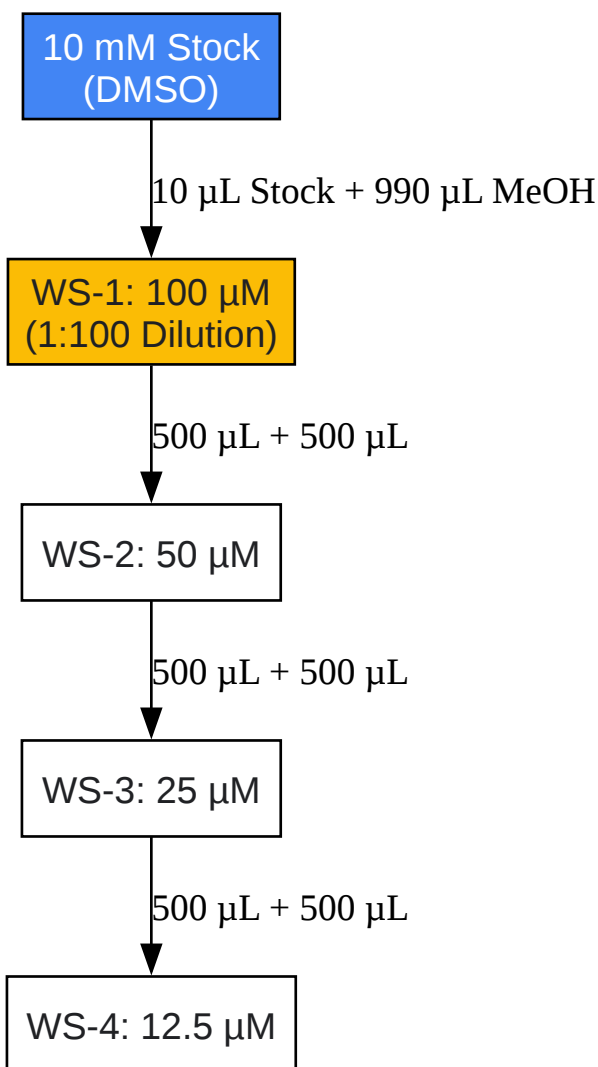 10 mM Stock
(DMSO)
10 µL Stock + 990 µL MeOH
WS-1: 100 µM
(1:100 Dilution)
500 µL + 500 µL
WS-2: 50 µM
500 µL + 500 µL
WS-3: 25 µM
500 µL + 500 µL
WS-4: 12.5 µM